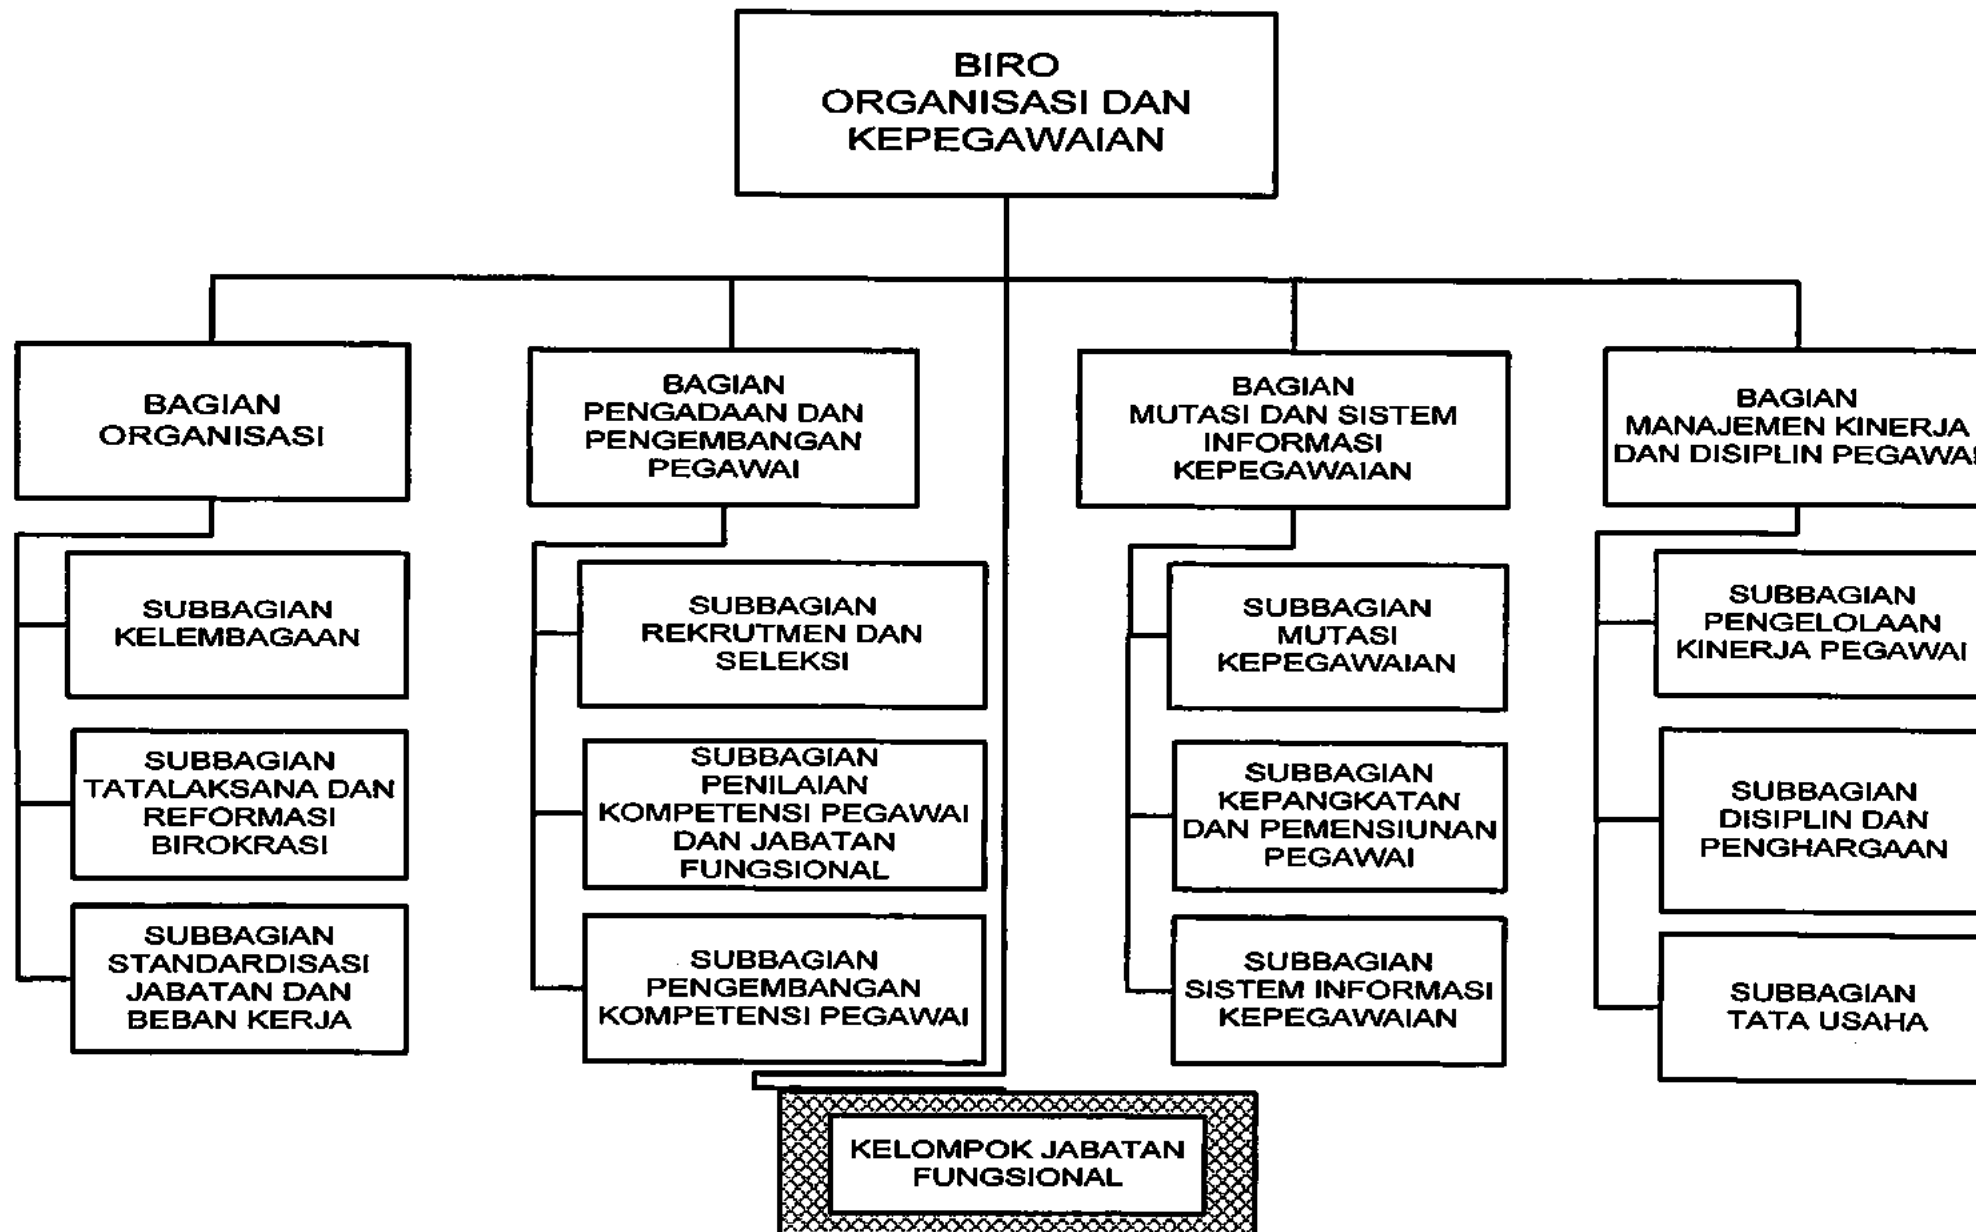 BIRO
ORGANISASI DAN
KEPEGAWAIAN
BAGIAN
ORGANISASI
SUBBAGIAN
KELEMBAGAAN
SUBBAGIAN
TATALAKSANA DAN
REFORMASI
BIROKRASI
SUBBAGIAN
STANDARDISASI
JABATAN DAN
BEBAN KERJA
BAGIAN
PENGADAAN DAN
PENGEMBANGAN
PEGAWAI
SUBBAGIAN
REKRUTMEN DAN
SELEKSI
SUBBAGIAN
PENILAIAN
KOMPETENSI PEGAWAI
DAN JABATAN
FUNGSIONAL
SUBBAGIAN
PENGEMBANGAN
KOMPETENSI PEGAWAI
BAGIAN
MUTASI DAN SISTEM
INFORMASI
KEPEGAWAIAN
SUBBAGIAN
MUTASI
KEPEGAWAIAN
SUBBAGIAN
KEPANGKATAN
DAN PEMENSIUNAN
PEGAWAI
SUBBAGIAN
SISTEM INFORMASI
KEPEGAWAIAN
BAGIAN
MANAJEMEN KINERJA
DAN DISIPLIN PEGAWAI
SUBBAGIAN
PENGELOLAAN
KINERJA PEGAWAI
SUBBAGIAN
DISIPLIN DAN
PENGHARGAAN
SUBBAGIAN
TATA USAHA
KELOMPOK JABATAN
FUNGSIONAL